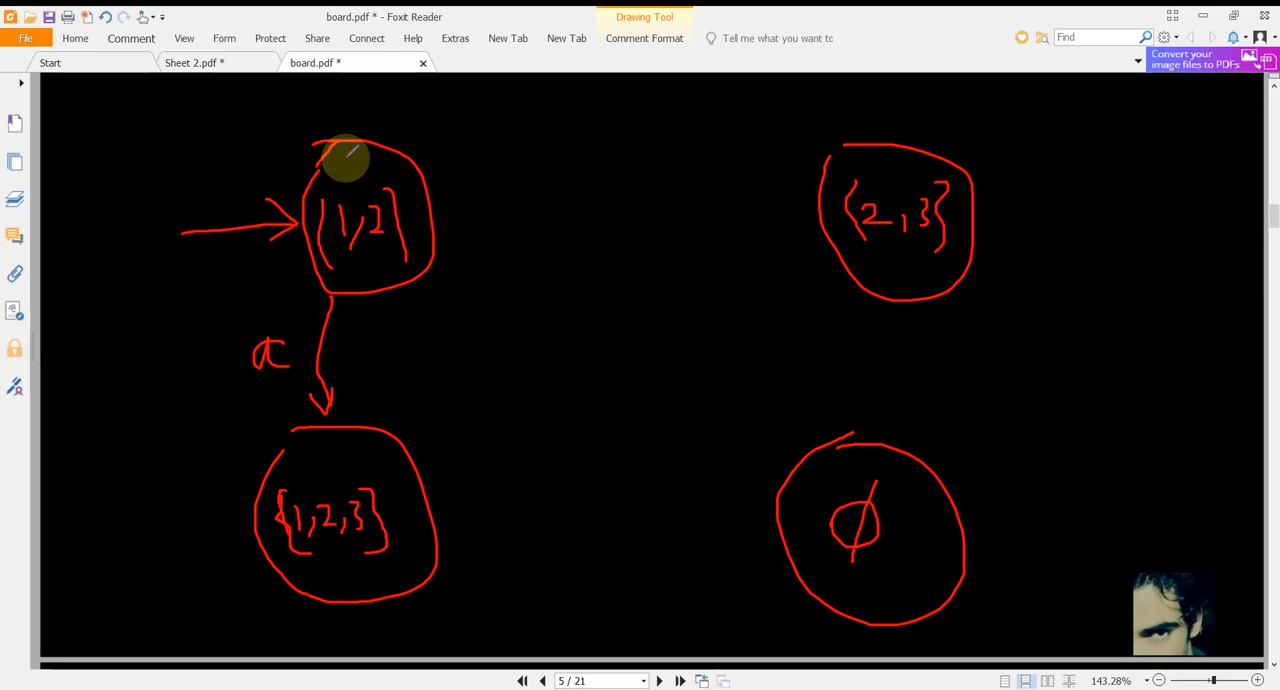 board.pdf * - Foxit Reader
Drawing Tool
File Home Comment View Form Protect Share Connect Help Extras New Tab New Tab Comment Format Tell me what you want to Find
Start Sheet 2.pdf * board.pdf *
Convert your
image files to PDFs
{1,2}
{2,3}
a
{1,2,3}
∅
5 / 21
143.28%